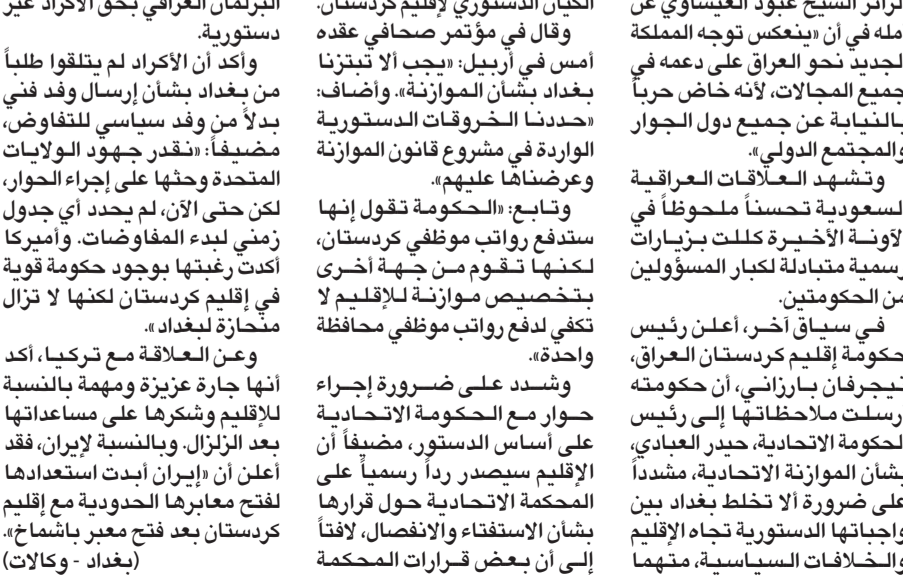 الزائر الشيخ عبود العيساوي عن
أمله في أن «ينعكس توجه المملكة
الجديد نحو العراق على دعمه في
جميع المجالات، لأنه خاض حرباً
بالنيابة عن جميع دول الجوار
والمجتمع الدولي».
وتشهد العلاقات العراقية
السعودية تحسناً ملحوظاً في
الآونة الأخيرة كللت بزيارات
رسمية متبادلة لكبار المسؤولين
من الحكومتين.
في سياق آخر، أعلن رئيس
حكومة إقليم كردستان العراق،
نيجرفان بارزاني، أن حكومته
أرسلت ملاحظاتها إلى رئيس
الحكومة الاتحادية، حيدر العبادي،
بشأن الموازنة الاتحادية، مشدداً
على ضرورة ألا تخلط بغداد بين
واجباتها الدستورية تجاه الإقليم
والخلافات السياسية، متهما
الكيان الدستوري لإقليم كردستان.
وقال في مؤتمر صحافي عقده
أمس في أربيل: «يجب ألا تبتزنا
بغداد بشأن الموازنة». وأضاف:
«حددنا الخروقات الدستورية
الواردة في مشروع قانون الموازنة
وعرضناها عليهم».
وتابع: «الحكومة تقول إنها
ستدفع رواتب موظفي كردستان،
لكنها تقوم من جهة أخرى
بتخصيص موازنة للإقليم لا
تكفي لدفع رواتب موظفي محافظة
واحدة».
وشدد على ضرورة إجراء
حوار مع الحكومة الاتحادية
على أساس الدستور، مضيفاً أن
الإقليم سيصدر رداً رسمياً على
المحكمة الاتحادية حول قرارها
بشأن الاستفتاء والانفصال، لافتاً
إلى أن بعض قرارات المحكمة
البرلمان العراقي بحق الأكراد غير
دستورية.
وأكد أن الأكراد لم يتلقوا طلباً
من بغداد بشأن إرسال وفد فني
بدلاً من وفد سياسي للتفاوض،
مضيفاً: «نقدر جهود الولايات
المتحدة وحثها على إجراء الحوار،
لكن حتى الآن، لم يحدد أي جدول
زمني لبدء المفاوضات. وأميركا
أكدت رغبتها بوجود حكومة قوية
في إقليم كردستان لكنها لا تزال
منحازة لبغداد».
وعن العلاقة مع تركيا، أكد
أنها جارة عزيزة ومهمة بالنسبة
للإقليم وشكرها على مساعداتها
بعد الزلزال. وبالنسبة لإيران، فقد
أعلن أن «إيران أبدت استعدادها
لفتح معابرها الحدودية مع إقليم
كردستان بعد فتح معبر باشماخ».
(بغداد - وكالات)